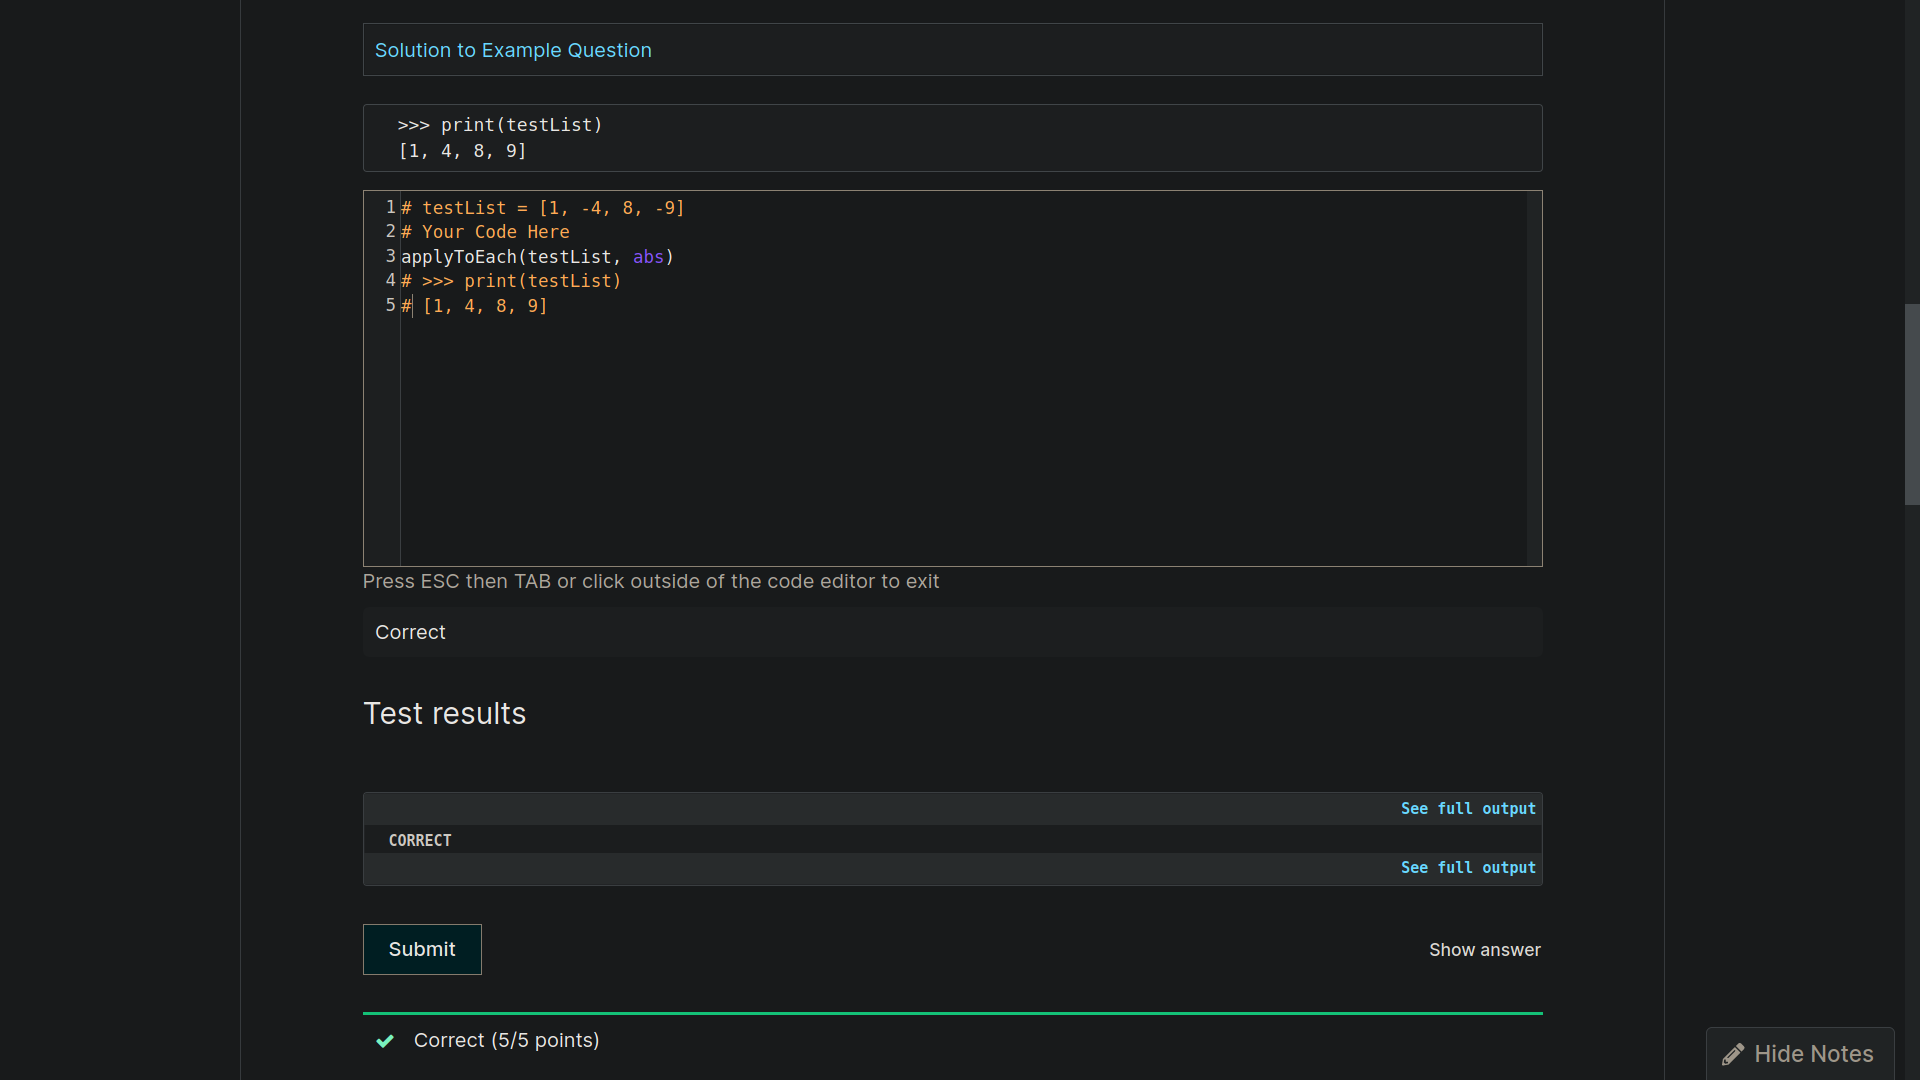 Solution to Example Question
>>> print(testList)
[1, 4, 8, 9]
1# testList = [1, -4, 8, -9]
2# Your Code Here
3applyToEach(testList, abs)
4# >>> print(testList)
5# [1, 4, 8, 9]
Press ESC then TAB or click outside of the code editor to exit
Correct
Test results
See full output
CORRECT
See full output
Submit
Show answer
Correct (5/5 points)
Hide Notes